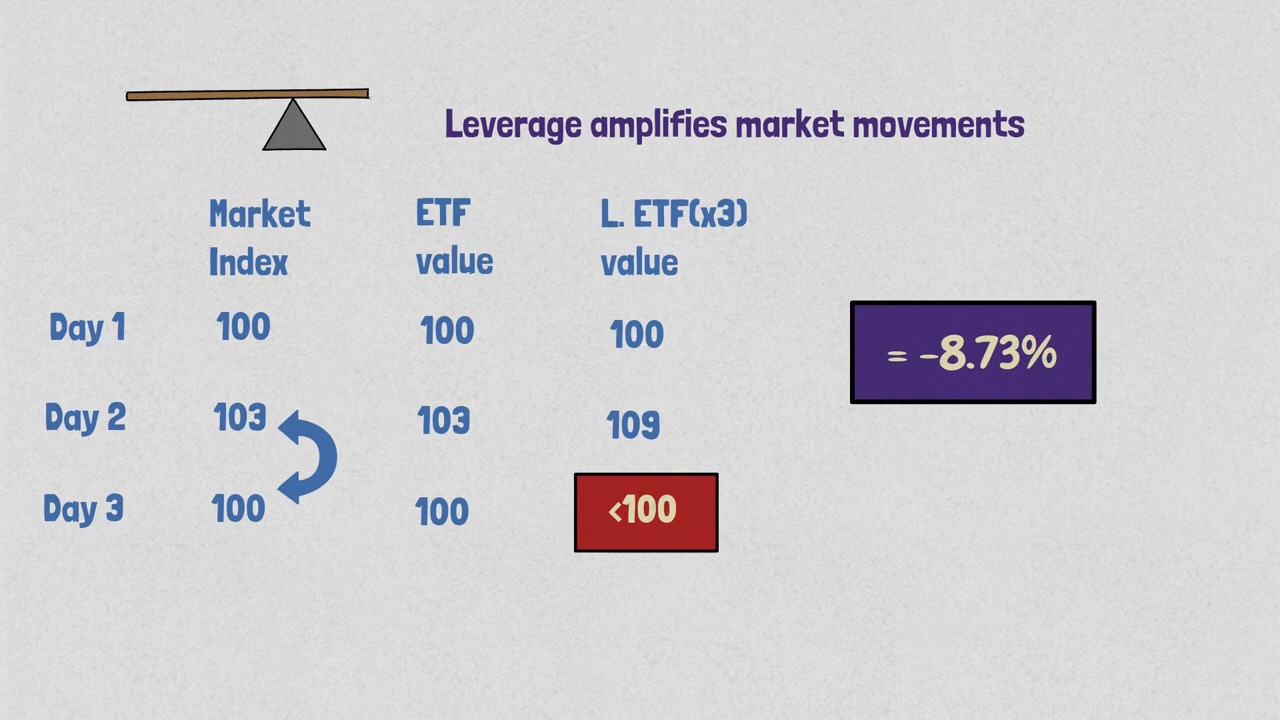 Leverage amplifies market movements
Market Index ETF value L. ETF(x3) value
Day 1 100 100 100
= -8.73%
Day 2 103 103 109
Day 3 100 100 <100